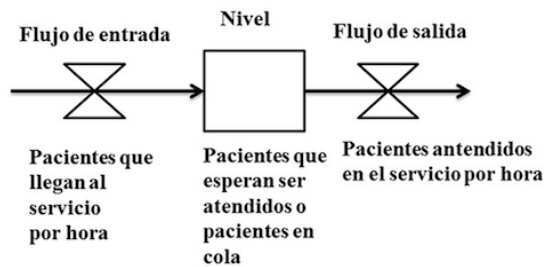 Nivel
Flujo de entrada
Flujo de salida
Pacientes que
llegan al
servicio
por hora
Pacientes que
esperan ser
atendidos o
pacientes en
cola
Pacientes antendidos
en el servicio por hora